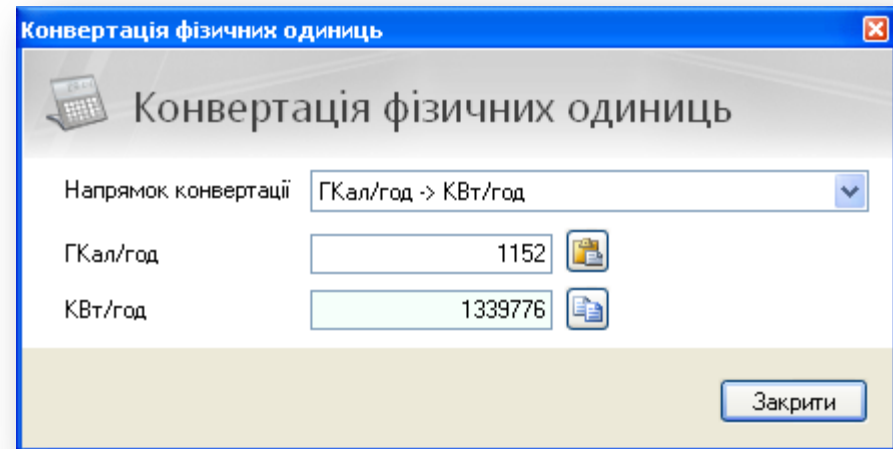 Конвертація фізичних одиниць
Конвертація фізичних одиниць
Напрямок конвертації ГКал/год -> КВт/год
ГКал/год 1152
КВт/год 1339776
Закрити